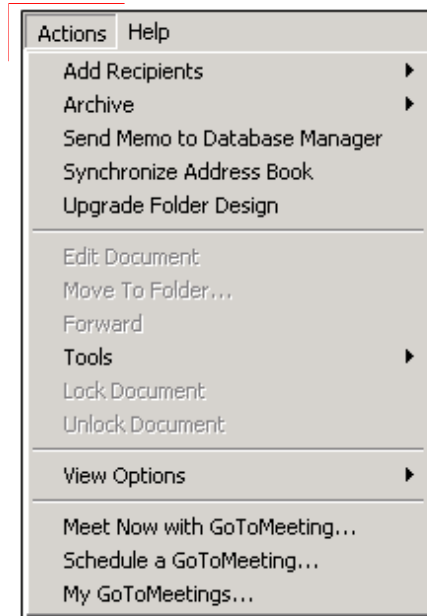 Actions Help
Add Recipients
Archive
Send Memo to Database Manager
Synchronize Address Book
Upgrade Folder Design
Edit Document
Move To Folder...
Forward
Tools
Lock Document
Unlock Document
View Options
Meet Now with GoToMeeting...
Schedule a GoToMeeting...
My GoToMeetings...